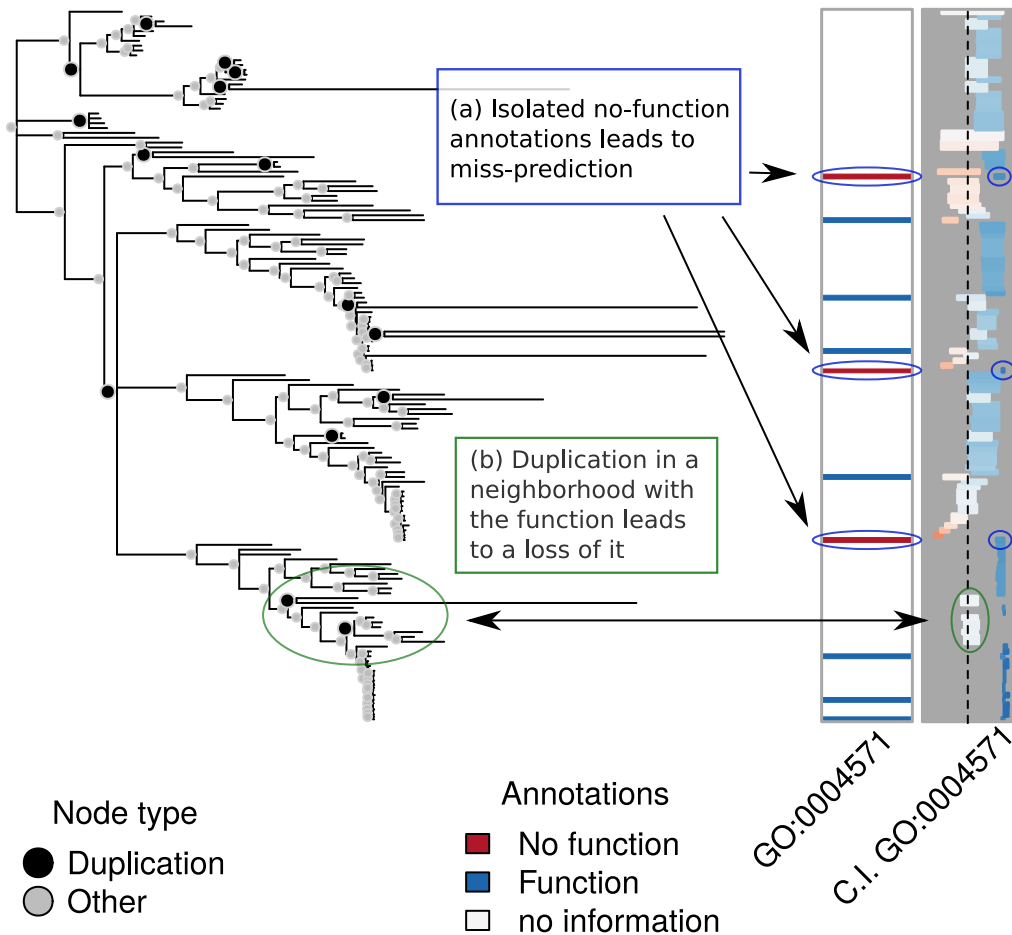 (a) Isolated no-function
annotations leads to
miss-prediction
(b) Duplication in a
neighborhood with
the function leads
to a loss of it
GO:0004571
C.I. GO:0004571
Node type
Duplication
Other
Annotations
No function
Function
no information